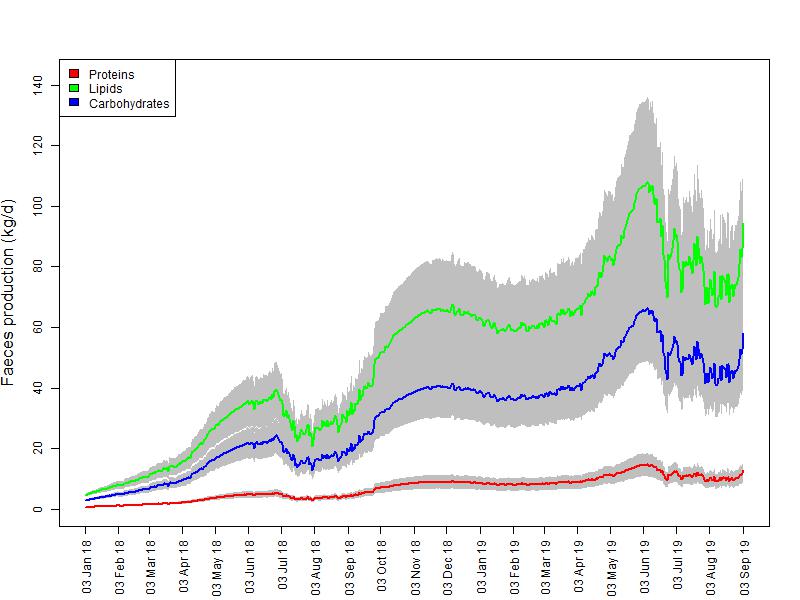 Proteins
Lipids
Carbohydrates
Faeces production (kg/d)
140
120
100
80
60
40
20
0
03 Jan 18
03 Feb 18
03 Mar 18
03 Apr 18
03 May 18
03 Jun 18
03 Jul 18
03 Aug 18
03 Sep 18
03 Oct 18
03 Nov 18
03 Dec 18
03 Jan 19
03 Feb 19
03 Mar 19
03 Apr 19
03 May 19
03 Jun 19
03 Jul 19
03 Aug 19
03 Sep 19